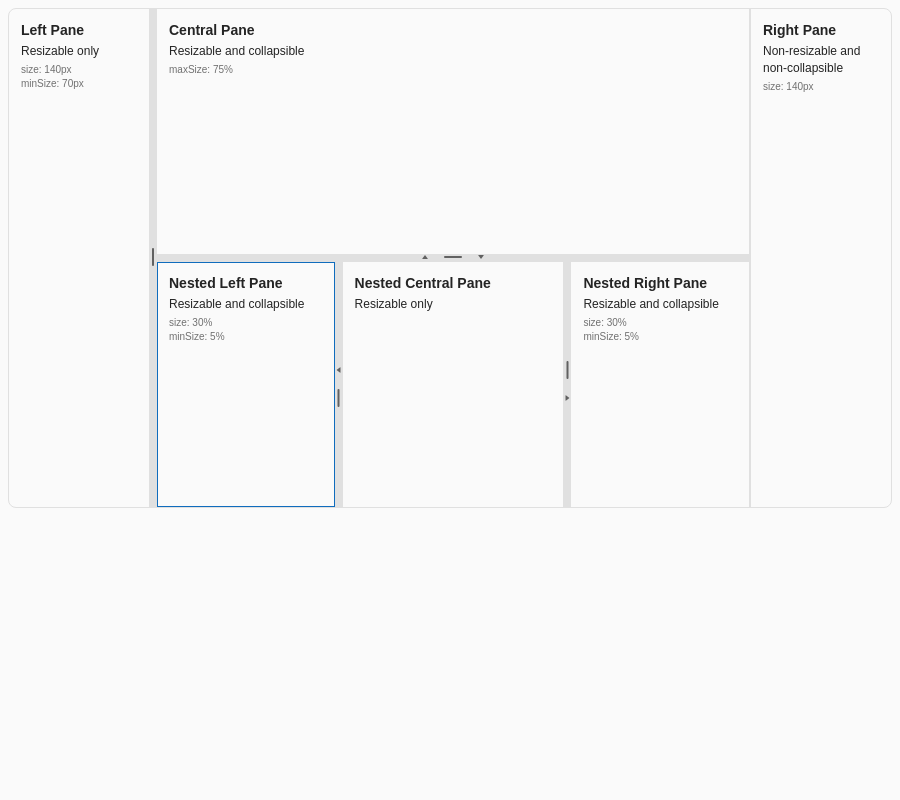 Left Pane
Resizable only
size: 140px
minSize: 70px
Central Pane
Resizable and collapsible
maxSize: 75%
Right Pane
Non-resizable and
non-collapsible
size: 140px
Nested Left Pane
Resizable and collapsible
size: 30%
minSize: 5%
Nested Central Pane
Resizable only
Nested Right Pane
Resizable and collapsible
size: 30%
minSize: 5%